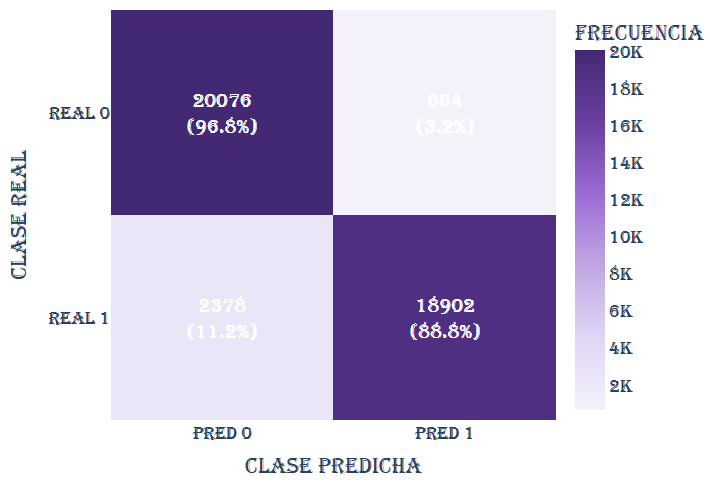 FRECUENCIA
20K
18K
16K
14K
12K
10K
8K
6K
4K
2K
CLASE REAL
REAL 0
20076
(96.8%)
664
(3.2%)
REAL 1
2378
(11.2%)
18902
(88.8%)
PRED 0
PRED 1
CLASE PREDICHA